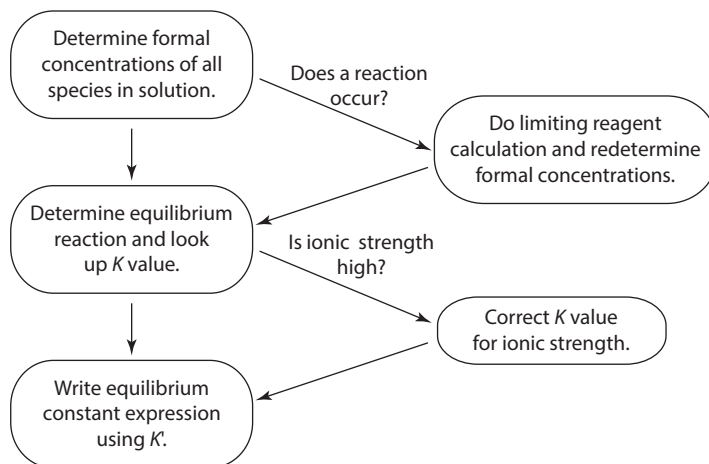 Determine formal
concentrations of all
species in solution.
Does a reaction
occur?
Do limiting reagent
calculation and redetermine
formal concentrations.
Determine equilibrium
reaction and look
up K value.
Is ionic strength
high?
Correct K value
for ionic strength.
Write equilibrium
constant expression
using K'.